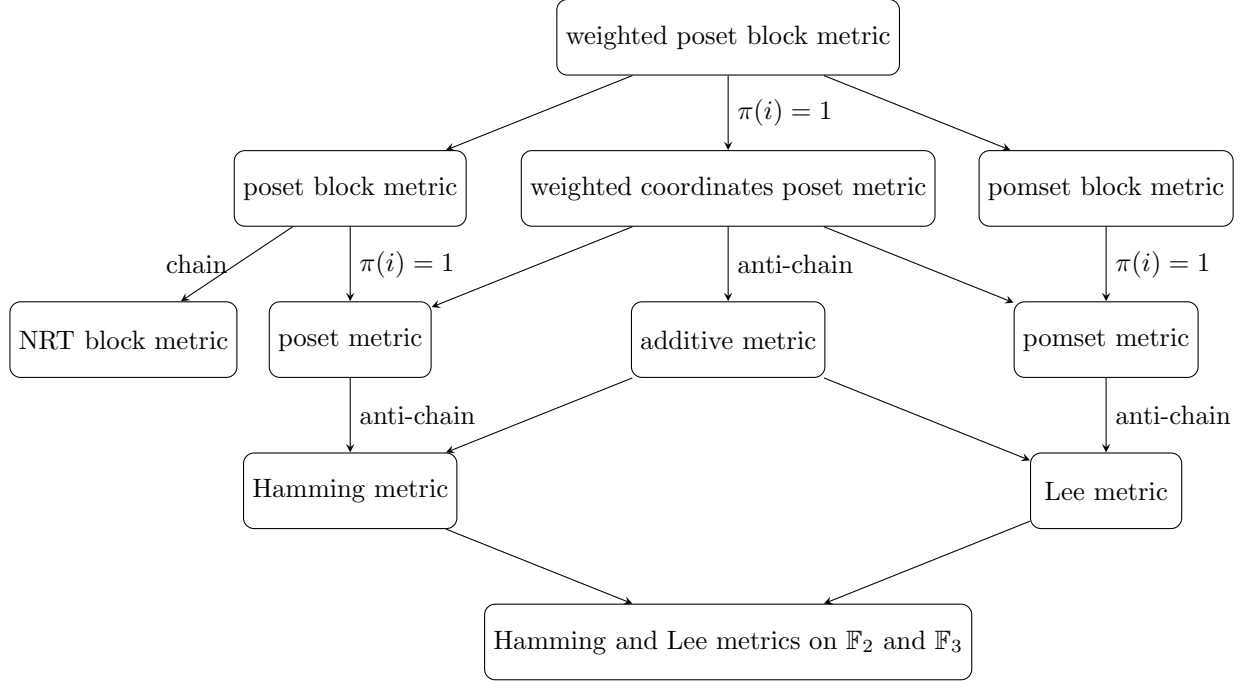 weighted poset block metric
π(i) = 1
poset block metric
weighted coordinates poset metric
pomset block metric
chain
π(i) = 1
anti-chain
π(i) = 1
NRT block metric
poset metric
additive metric
pomset metric
anti-chain
anti-chain
Hamming metric
Lee metric
Hamming and Lee metrics on 𝔽₂ and 𝔽₃